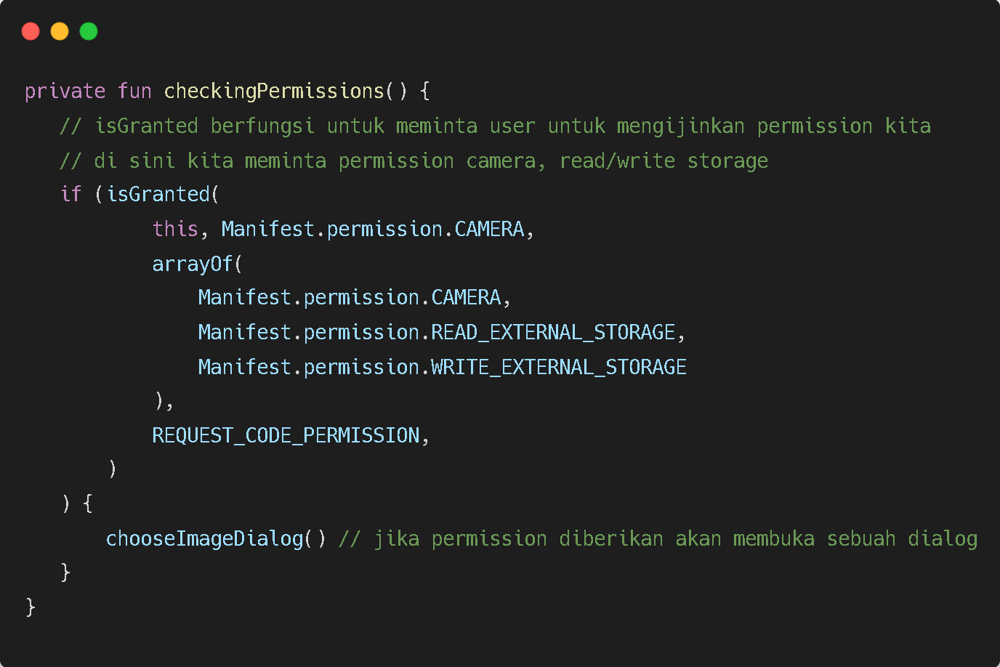 private fun checkingPermissions() {
// isGranted berfungsi untuk meminta user untuk mengijinkan permission kita
// di sini kita meminta permission camera, read/write storage
if (isGranted(
this, Manifest.permission.CAMERA,
arrayOf(
Manifest.permission.CAMERA,
Manifest.permission.READ_EXTERNAL_STORAGE,
Manifest.permission.WRITE_EXTERNAL_STORAGE
),
REQUEST_CODE_PERMISSION,
)
) {
chooseImageDialog() // jika permission diberikan akan membuka sebuah dialog
}
}